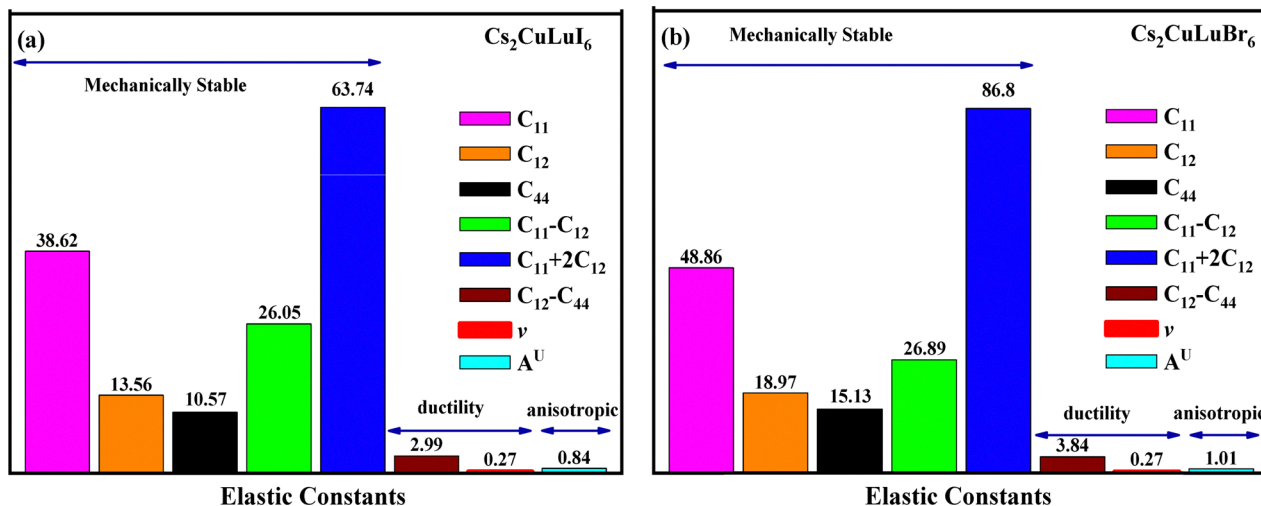 (a)
Cs₂CuLuI₆
Mechanically Stable
63.74
38.62
13.56
10.57
26.05
2.99
0.27
0.84
C₁₁
C₁₂
C₄₄
C₁₁-C₁₂
C₁₁+2C₁₂
C₁₂-C₄₄
ν
Aᵁ
ductility
anisotropic
Elastic Constants
(b)
Mechanically Stable
Cs₂CuLuBr₆
86.8
48.86
18.97
15.13
26.89
3.84
0.27
1.01
C₁₁
C₁₂
C₄₄
C₁₁-C₁₂
C₁₁+2C₁₂
C₁₂-C₄₄
ν
Aᵁ
ductility
anisotropic
Elastic Constants